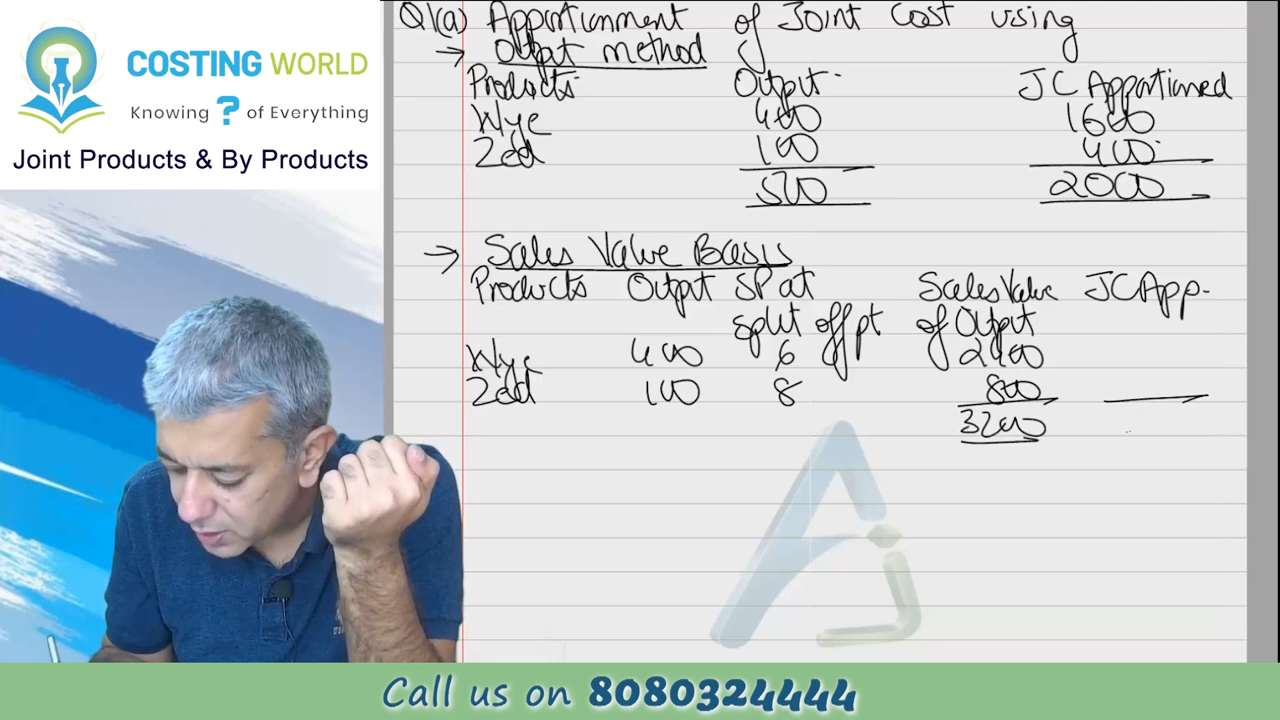 COSTING WORLD
Knowing ? of Everything
Joint Products & By Products
Q1(a) Apportionment of Joint Cost using
→ Output method
Products Output JC Apportioned
Wye 400 1600
Zed 100 400
500 2000
→ Sales Value Basis
Products Output SP at Sales Value JC App.
split off pt of Output
Wye 400 6 2400
Zed 100 8 800
3200
Call us on 8080324444